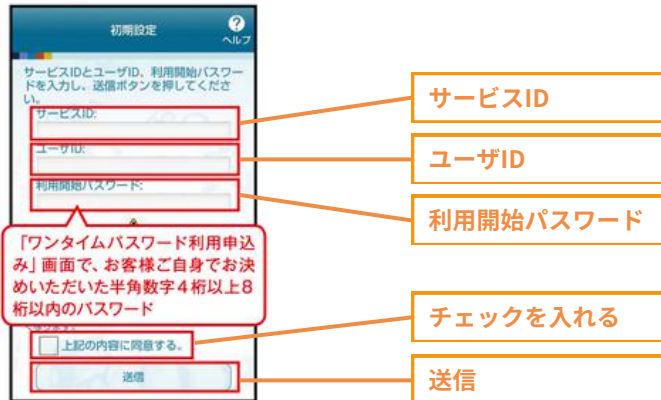 初期設定
?
ヘルプ
サービスIDとユーザID、利用開始パスワー
ドを入力し、送信ボタンを押してくださ
い。
サービスID:
サービスID
ユーザID:
ユーザID
利用開始パスワード:
利用開始パスワード
「ワンタイムパスワード利用申込
み」画面で、お客様ご自身でお決
めいただいた半角数字4桁以上8
桁以内のパスワード
上記の内容に同意する。
チェックを入れる
送信
送信